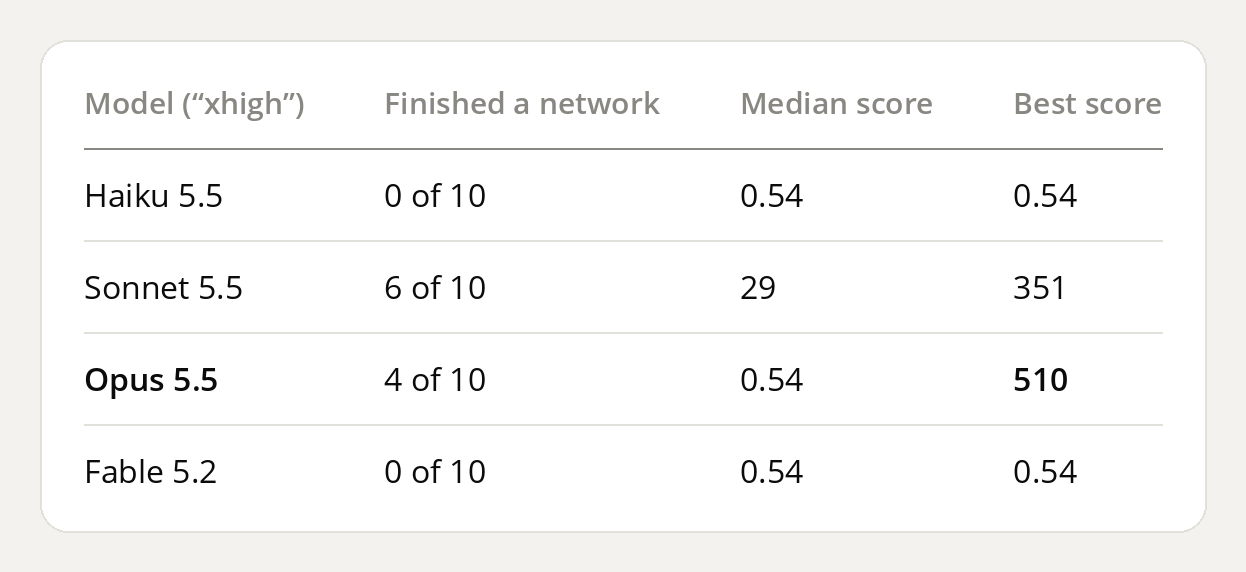 Model (“xhigh”) Finished a network Median score Best score
Haiku 5.5 0 of 10 0.54 0.54
Sonnet 5.5 6 of 10 29 351
Opus 5.5 4 of 10 0.54 510
Fable 5.2 0 of 10 0.54 0.54